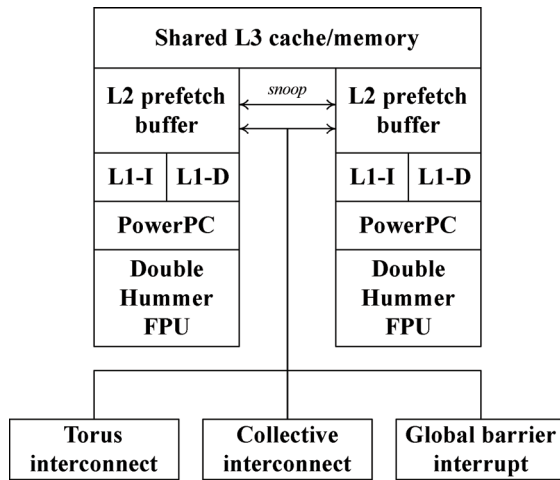 Shared L3 cache/memory
L2 prefetch
buffer
snoop
L2 prefetch
buffer
L1-I
L1-D
L1-I
L1-D
PowerPC
PowerPC
Double
Hummer
FPU
Double
Hummer
FPU
Torus
interconnect
Collective
interconnect
Global barrier
interrupt